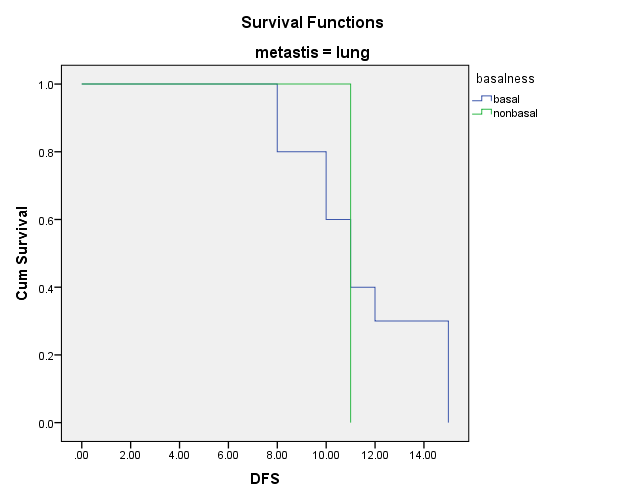 Survival Functions
metastis = lung
basalness
basal
nonbasal
Cum Survival
1.0
0.8
0.6
0.4
0.2
0.0
.00 2.00 4.00 6.00 8.00 10.00 12.00 14.00
DFS